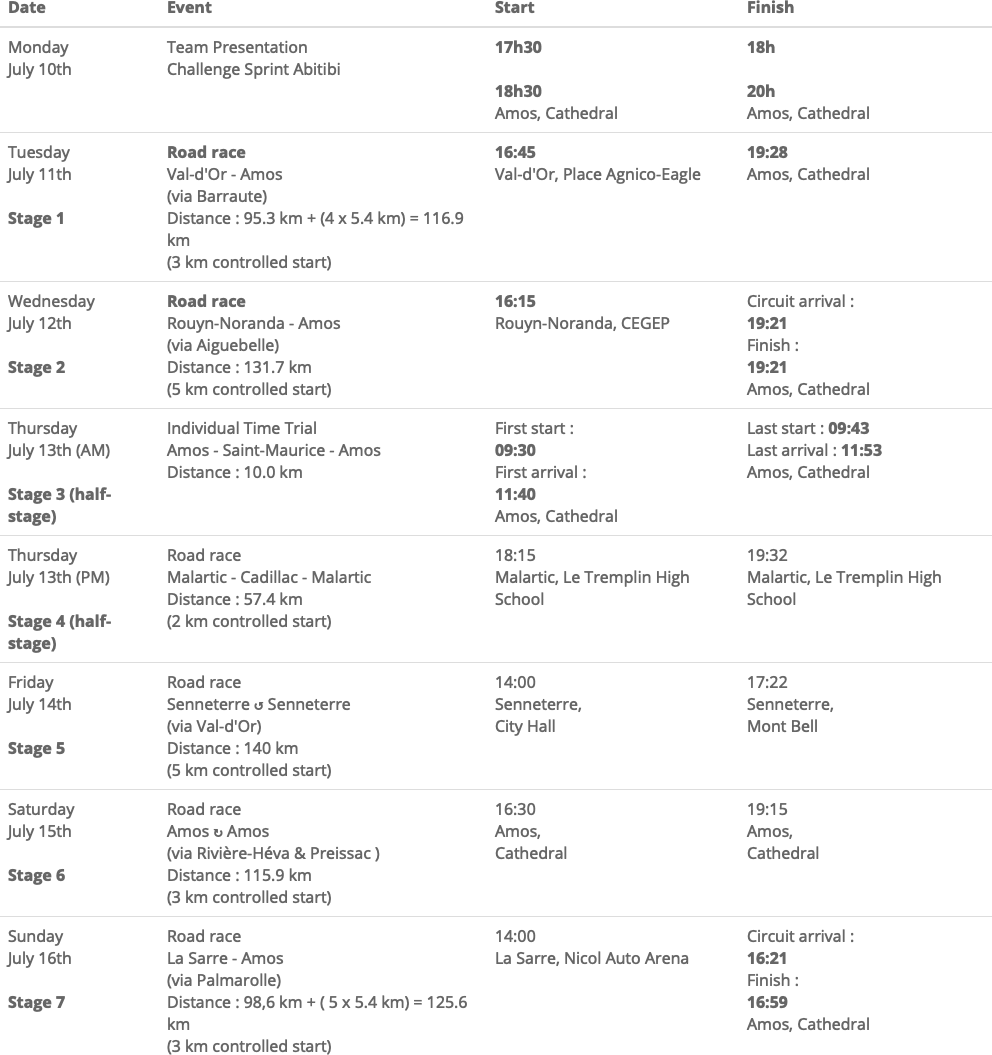 Date Event Start Finish
Monday Team Presentation 17h30 18h
July 10th Challenge Sprint Abitibi
18h30 20h
Amos, Cathedral Amos, Cathedral
Tuesday Road race 16:45 19:28
July 11th Val-d'Or - Amos Val-d'Or, Place Agnico-Eagle Amos, Cathedral
(via Barraute)
Stage 1 Distance : 95.3 km + (4 x 5.4 km) = 116.9
km
(3 km controlled start)
Wednesday Road race 16:15 Circuit arrival :
July 12th Rouyn-Noranda - Amos Rouyn-Noranda, CEGEP 19:21
(via Aiguebelle) Finish :
Stage 2 Distance : 131.7 km 19:21
(5 km controlled start) Amos, Cathedral
Thursday Individual Time Trial First start : Last start : 09:43
July 13th (AM) Amos - Saint-Maurice - Amos 09:30 Last arrival : 11:53
Distance : 10.0 km First arrival : Amos, Cathedral
Stage 3 (half- 11:40
stage) Amos, Cathedral
Thursday Road race 18:15 19:32
July 13th (PM) Malartic - Cadillac - Malartic Malartic, Le Tremplin High Malartic, Le Tremplin High
Distance : 57.4 km School School
Stage 4 (half- (2 km controlled start)
stage)
Friday Road race 14:00 17:22
July 14th Senneterre ↺ Senneterre Senneterre, Senneterre,
(via Val-d'Or) City Hall Mont Bell
Stage 5 Distance : 140 km
(5 km controlled start)
Saturday Road race 16:30 19:15
July 15th Amos ↻ Amos Amos, Amos,
(via Rivière-Héva & Preissac ) Cathedral Cathedral
Stage 6 Distance : 115.9 km
(3 km controlled start)
Sunday Road race 14:00 Circuit arrival :
July 16th La Sarre - Amos La Sarre, Nicol Auto Arena 16:21
(via Palmarolle) Finish :
Stage 7 Distance : 98,6 km + ( 5 x 5.4 km) = 125.6 16:59
km Amos, Cathedral
(3 km controlled start)